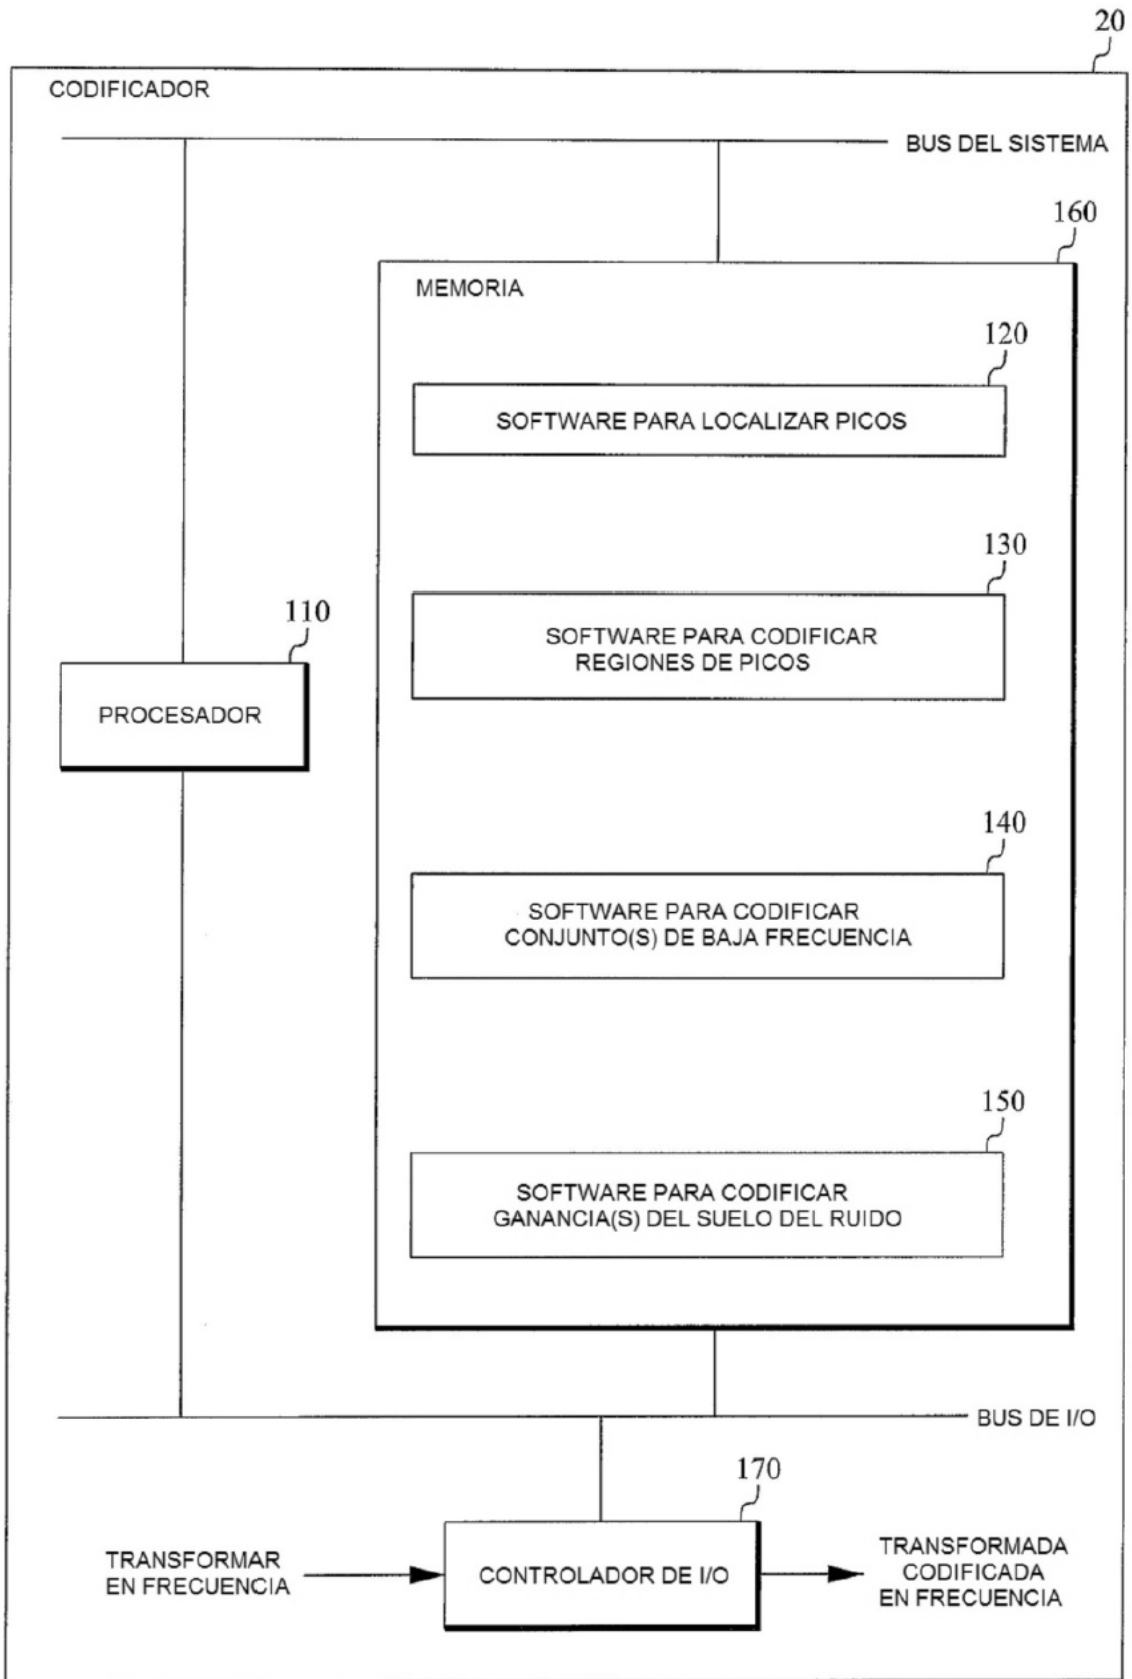 20
CODIFICADOR
BUS DEL SISTEMA
160
MEMORIA
120
SOFTWARE PARA LOCALIZAR PICOS
130
SOFTWARE PARA CODIFICAR
REGIONES DE PICOS
110
PROCESADOR
140
SOFTWARE PARA CODIFICAR
CONJUNTO(S) DE BAJA FRECUENCIA
150
SOFTWARE PARA CODIFICAR
GANANCIA(S) DEL SUELO DEL RUIDO
BUS DE I/O
170
TRANSFORMAR
EN FRECUENCIA
CONTROLADOR DE I/O
TRANSFORMADA
CODIFICADA
EN FRECUENCIA